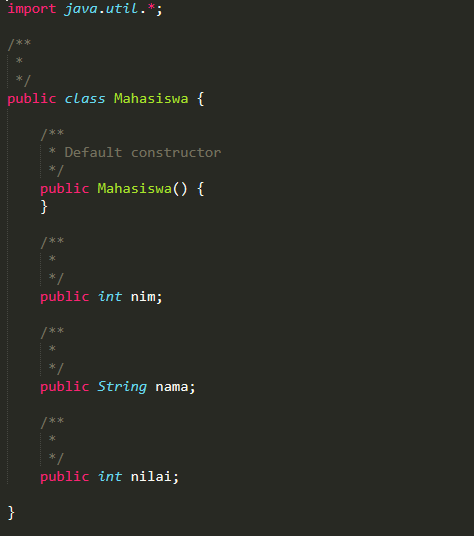 import java.util.*;
/**
 *
 */
public class Mahasiswa {
    /**
     * Default constructor
     */
    public Mahasiswa() {
    }
    /**
     *
     */
    public int nim;
    /**
     *
     */
    public String nama;
    /**
     *
     */
    public int nilai;
}